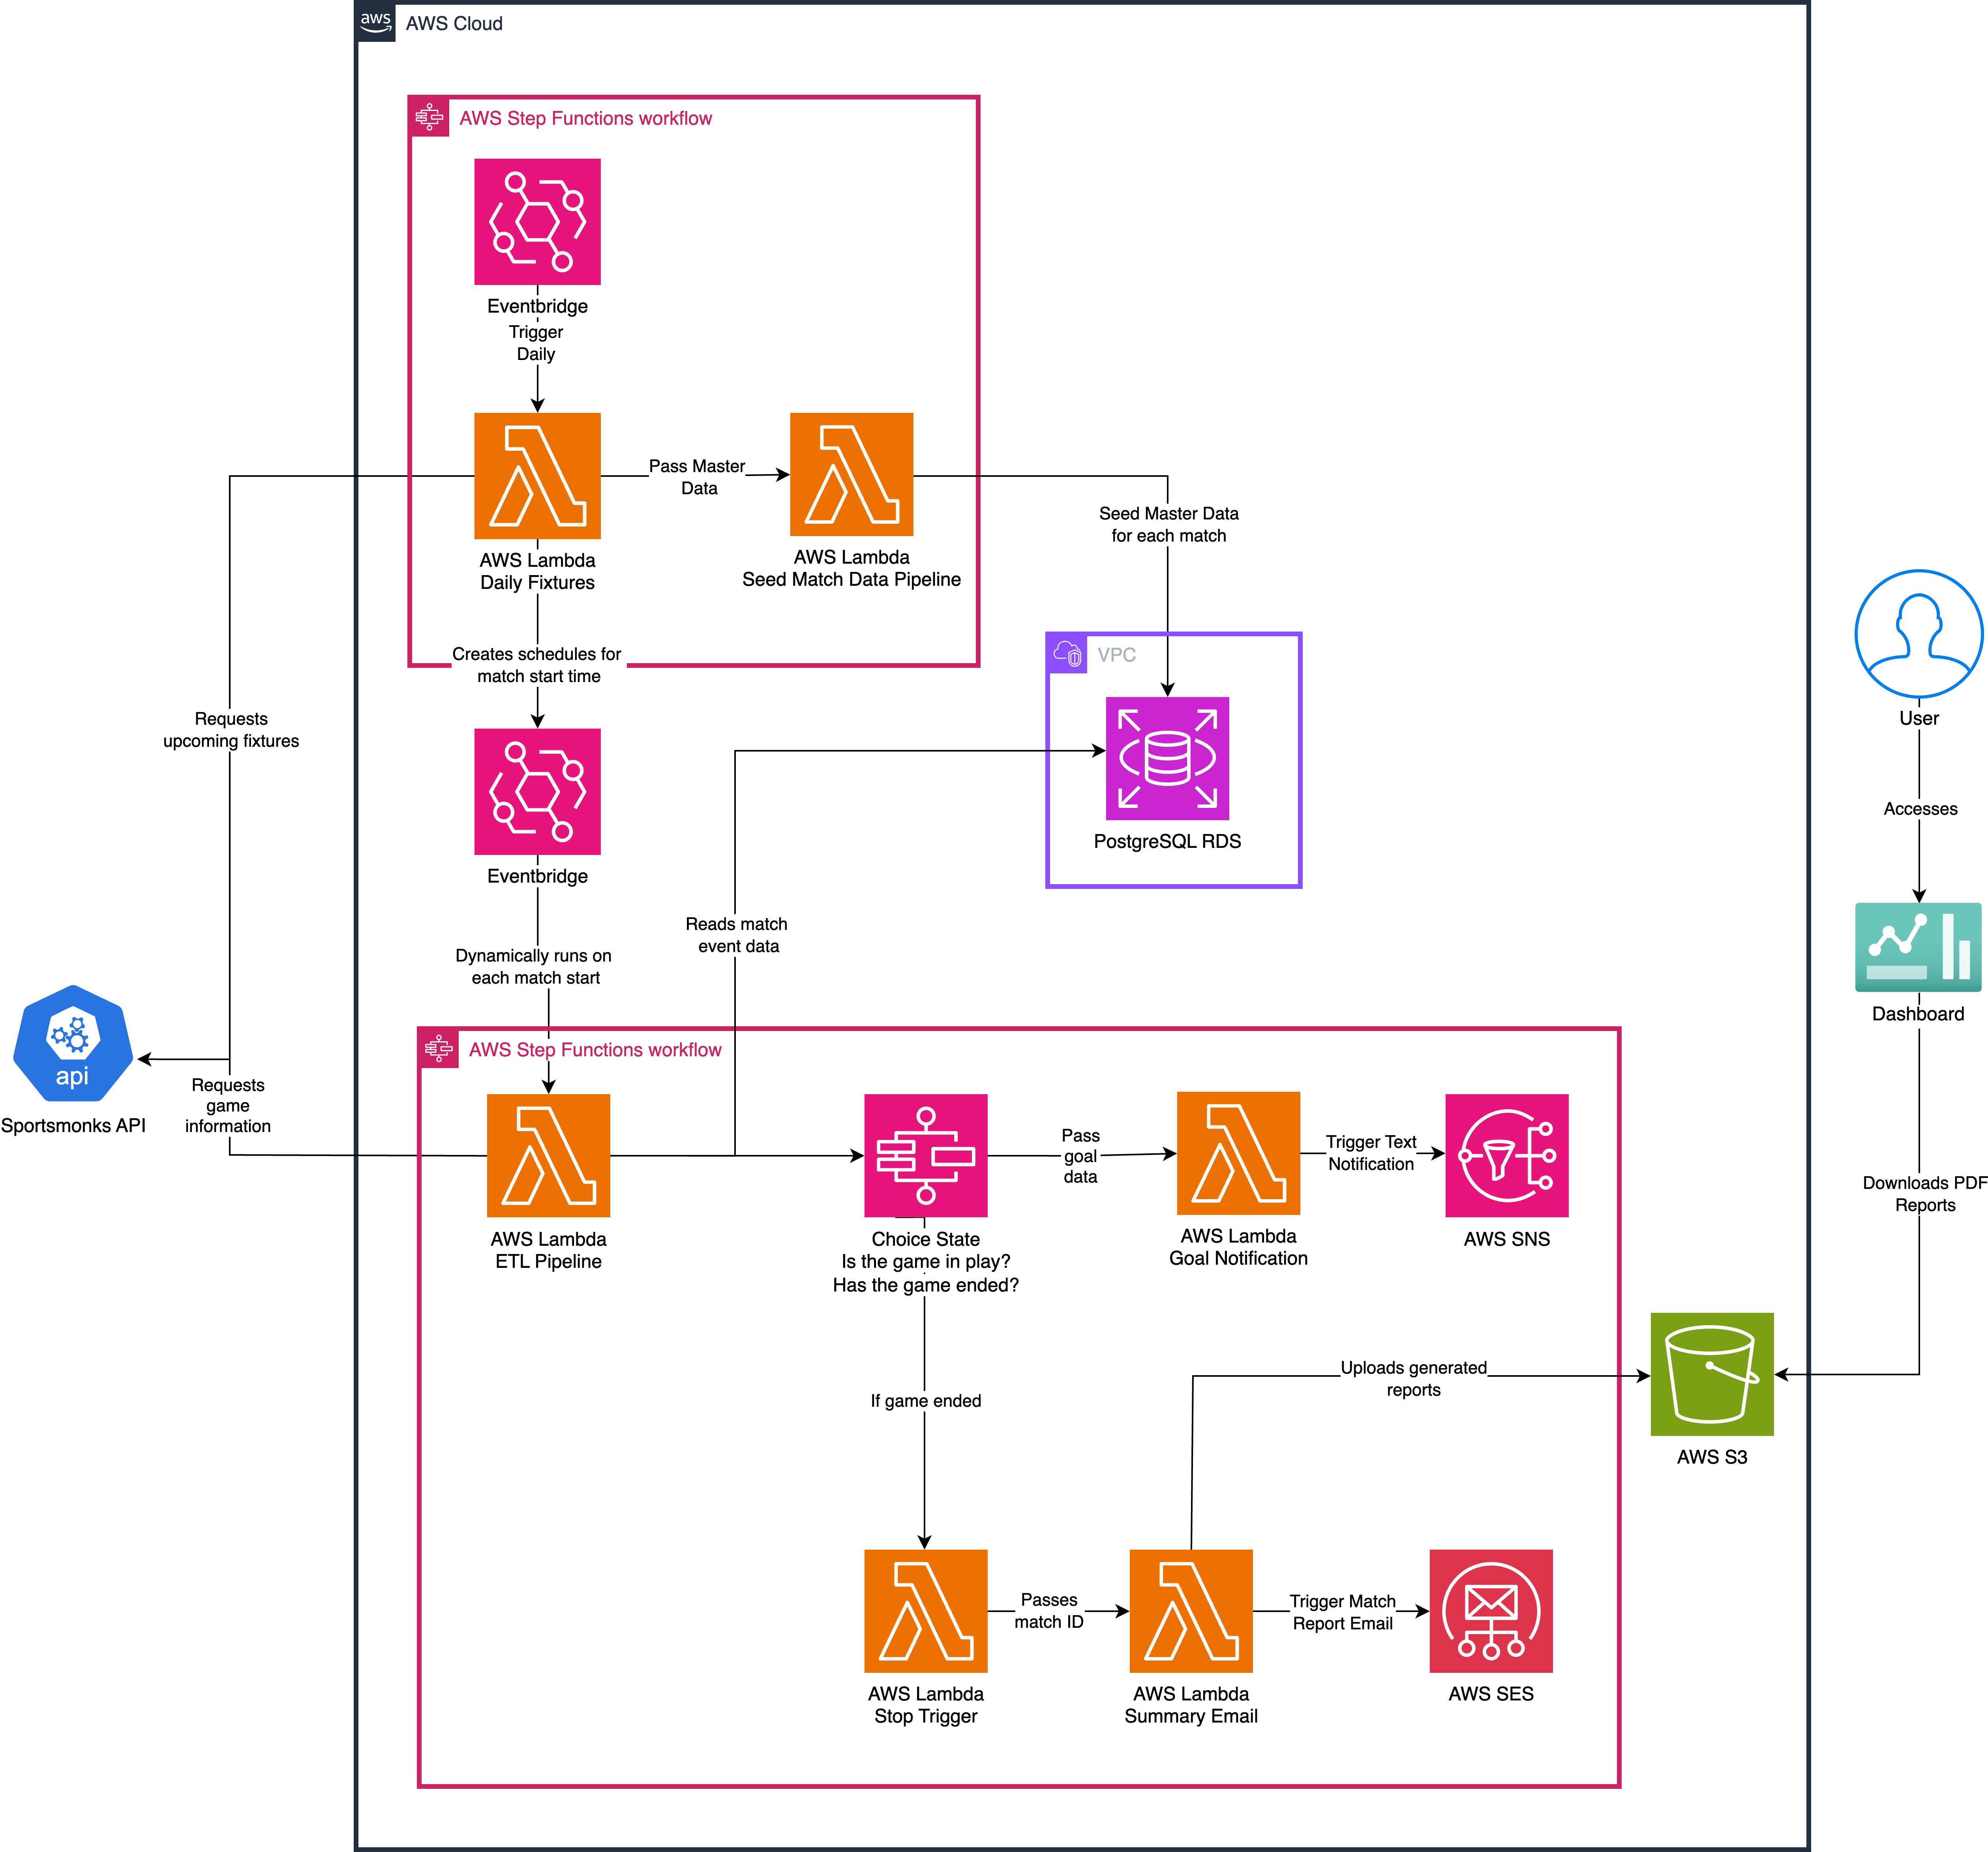 aws
AWS Cloud
AWS Step Functions workflow
Eventbridge
Trigger
Daily
Pass Master
Data
AWS Lambda
Daily Fixtures
AWS Lambda
Seed Match Data Pipeline
Seed Master Data
for each match
Creates schedules for
match start time
VPC
Requests
upcoming fixtures
User
PostgreSQL RDS
Accesses
Eventbridge
Reads match
event data
Dynamically runs on
each match start
Dashboard
AWS Step Functions workflow
api
Sportsmonks API
Requests
game
information
Pass
goal
data
Trigger Text
Notification
Downloads PDF
Reports
AWS Lambda
ETL Pipeline
Choice State
Is the game in play?
Has the game ended?
AWS Lambda
Goal Notification
AWS SNS
Uploads generated
reports
If game ended
AWS S3
Passes
match ID
Trigger Match
Report Email
AWS Lambda
Stop Trigger
AWS Lambda
Summary Email
AWS SES